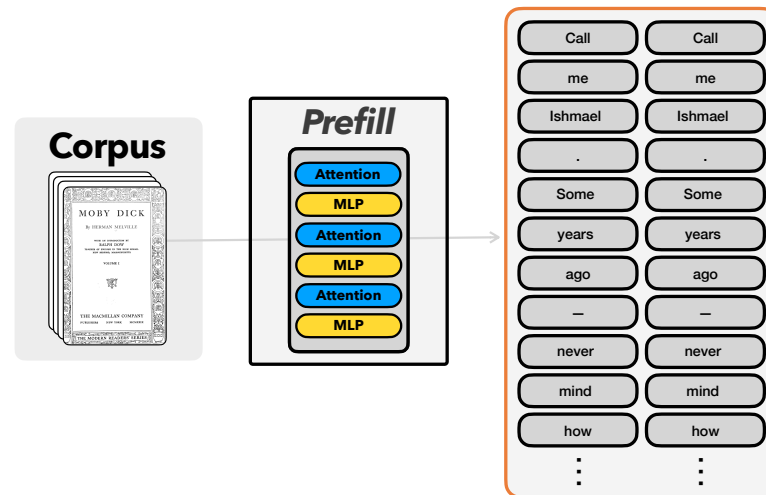 Corpus
MOBY DICK
By HERMAN MELVILLE
VOLUME I
THE MACMILLAN COMPANY
THE MODERN READERS' SERIES
Prefill
Attention
MLP
Attention
MLP
Attention
MLP
Call Call
me me
Ishmael Ishmael
. .
Some Some
years years
ago ago
— —
never never
mind mind
how how